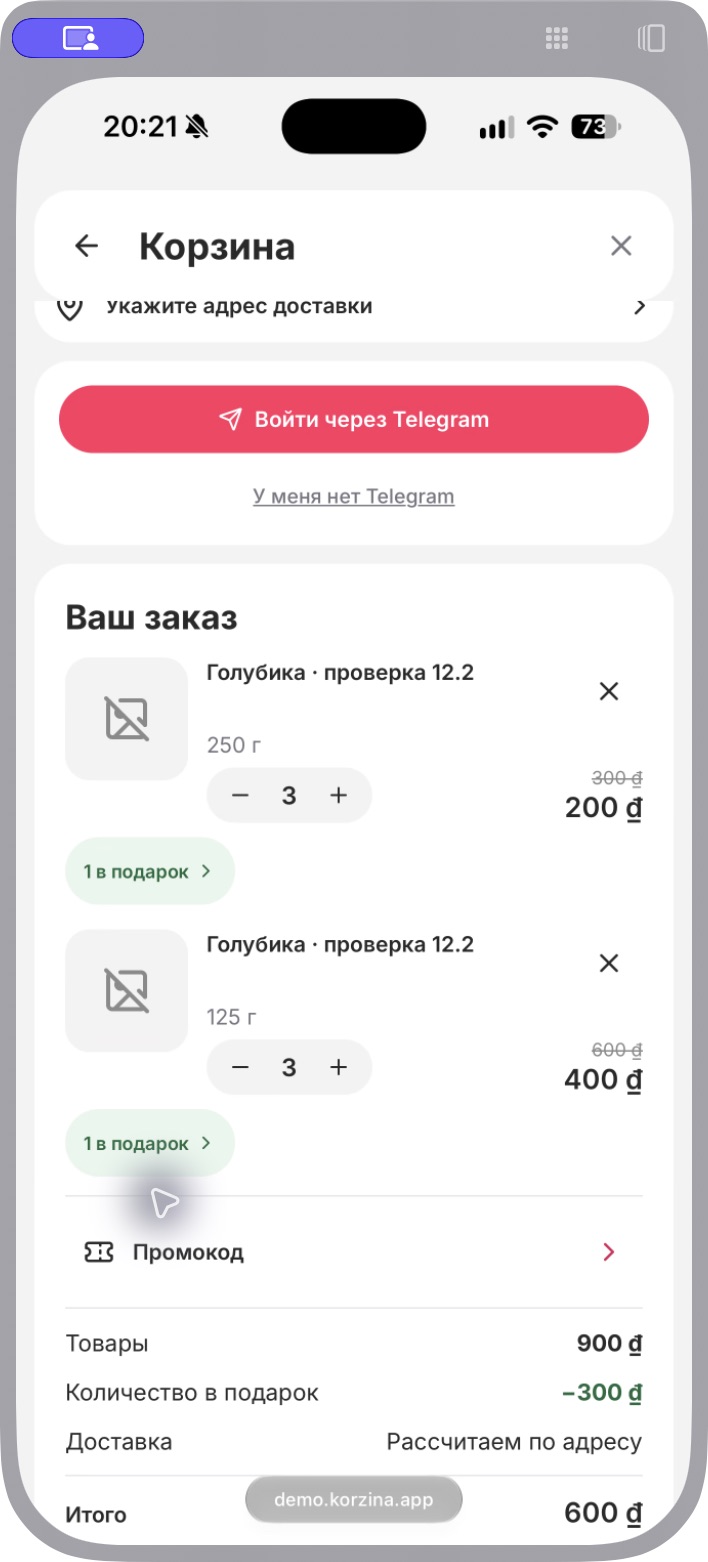 20:21
73
Корзина
Укажите адрес доставки
Войти через Telegram
У меня нет Telegram
Ваш заказ
Голубика · проверка 12.2
250 г
− 3 +
300 ₫
200 ₫
1 в подарок
Голубика · проверка 12.2
125 г
− 3 +
600 ₫
400 ₫
1 в подарок
Промокод
Товары 900 ₫
Количество в подарок −300 ₫
Доставка Рассчитаем по адресу
demo.korzina.app
Итого 600 ₫